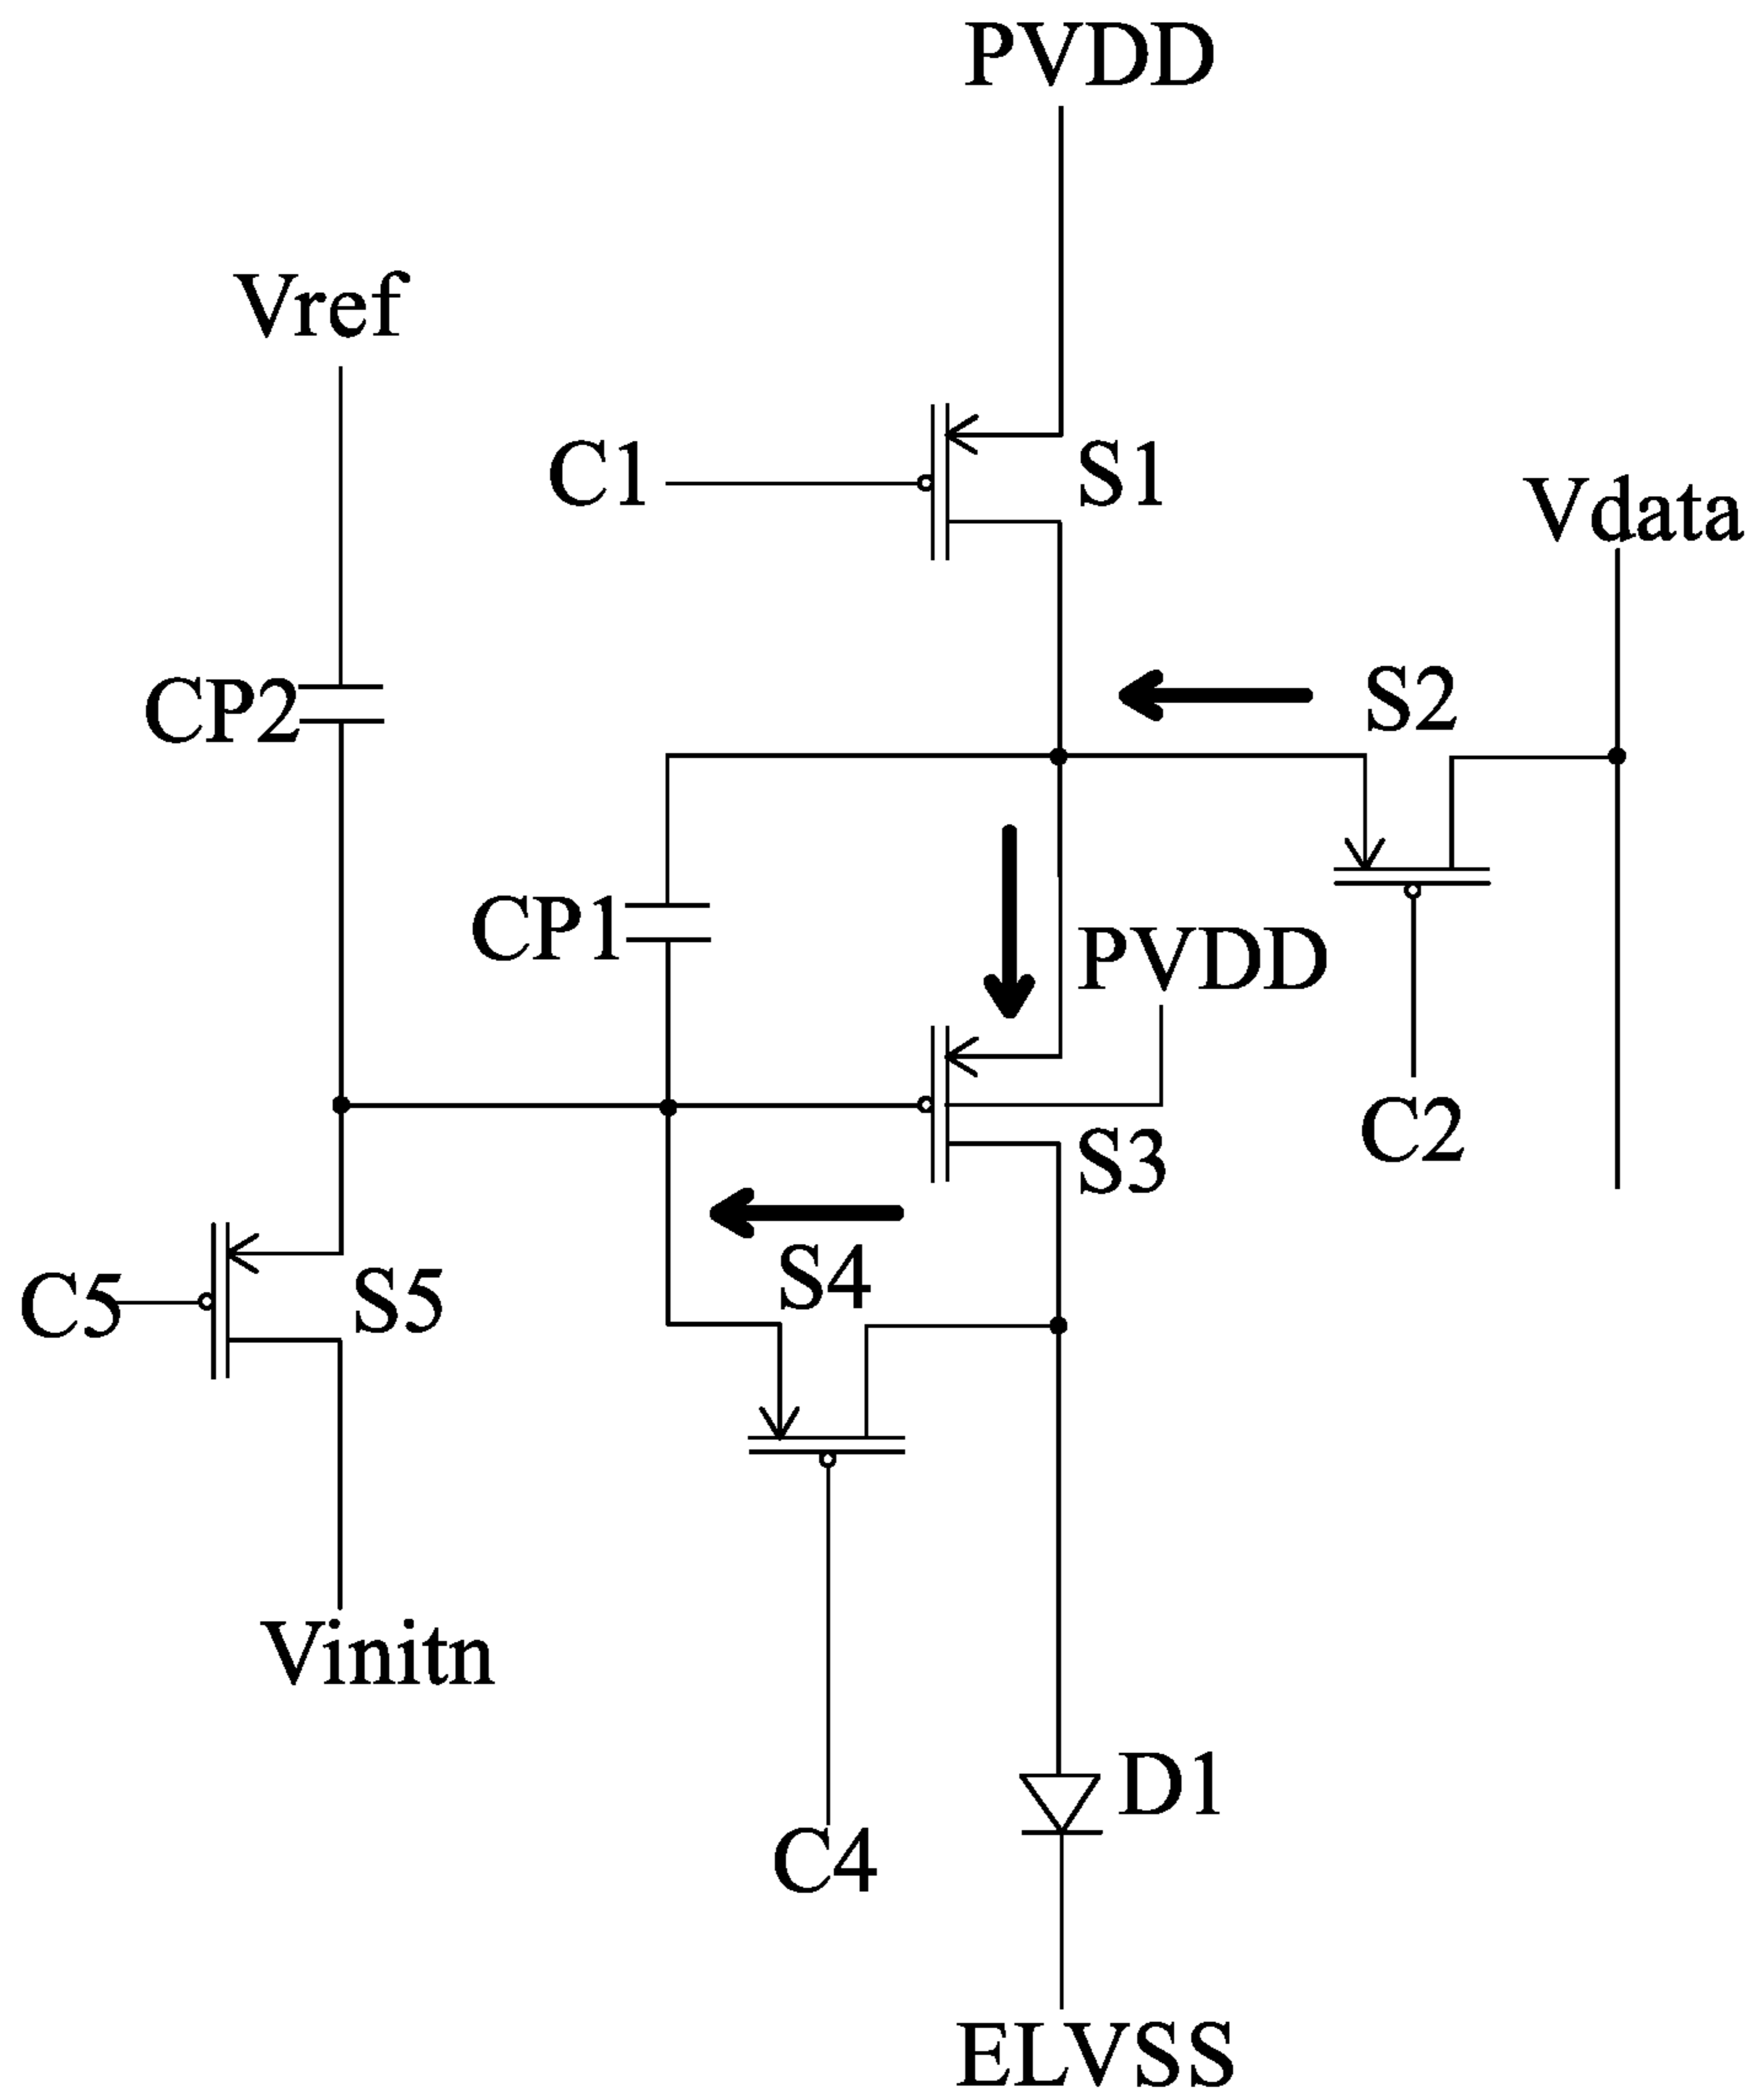 PVDD
Vref
C1
S1
Vdata
CP2
S2
CP1
PVDD
C2
S3
S4
C5
S5
Vinitn
D1
C4
ELVSS